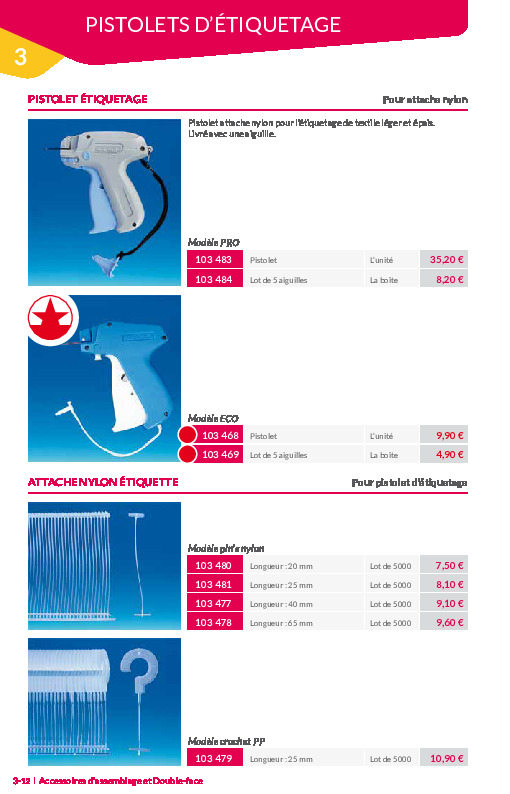 PISTOLETS D'ÉTIQUETAGE
3
PISTOLET ÉTIQUETAGE Pour attache nylon
Pistolet attache nylon pour l'étiquetage de textile léger et épais.
Livré avec une aiguille.
Modèle PRO
103 483 Pistolet L'unité 35,20 €
103 484 Lot de 5 aiguilles La boite 8,20 €
Modèle ECO
103 468 Pistolet L'unité 9,90 €
103 469 Lot de 5 aiguilles La boite 4,90 €
ATTACHE NYLON ÉTIQUETTE Pour pistolet d'étiquetage
Modèle pin's nylon
103 480 Longueur : 20 mm Lot de 5000 7,50 €
103 481 Longueur : 25 mm Lot de 5000 8,10 €
103 477 Longueur : 40 mm Lot de 5000 9,10 €
103 478 Longueur : 65 mm Lot de 5000 9,60 €
Modèle crochet PP
103 479 Longueur : 25 mm Lot de 5000 10,90 €
3-12 | Accessoires d'assemblage et Double-face